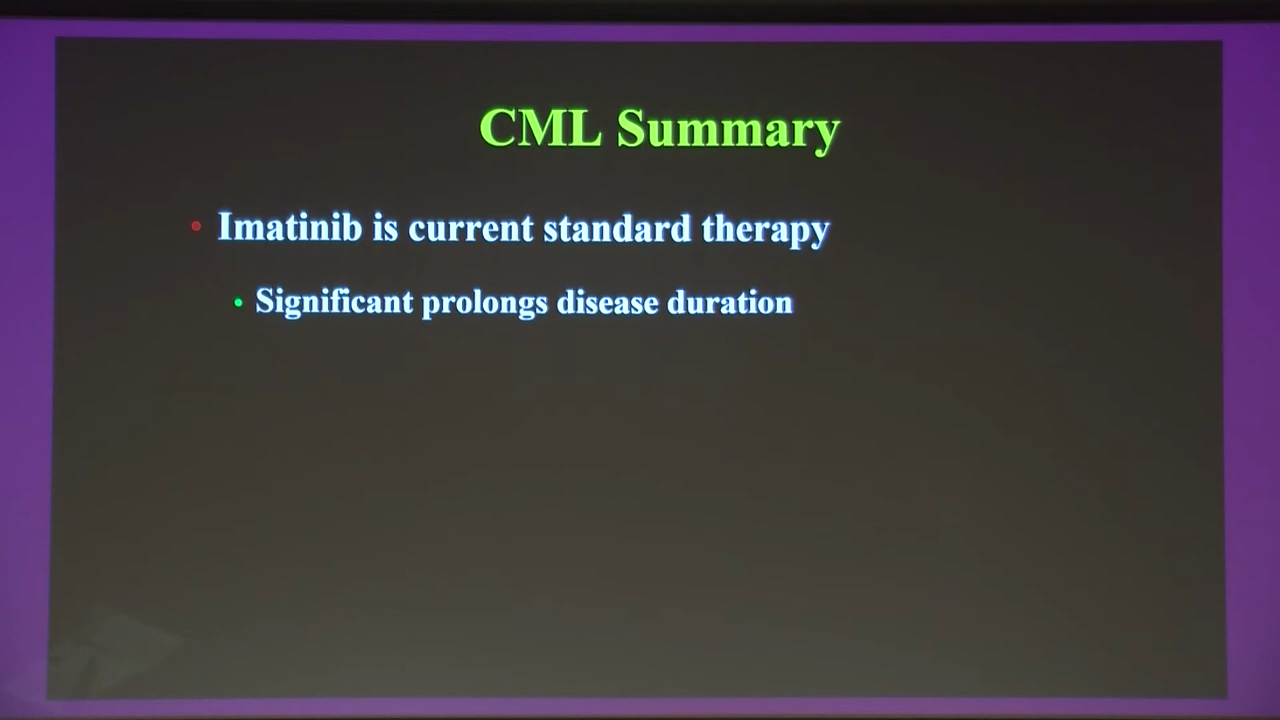 CML Summary
Imatinib is current standard therapy
Significant prolongs disease duration